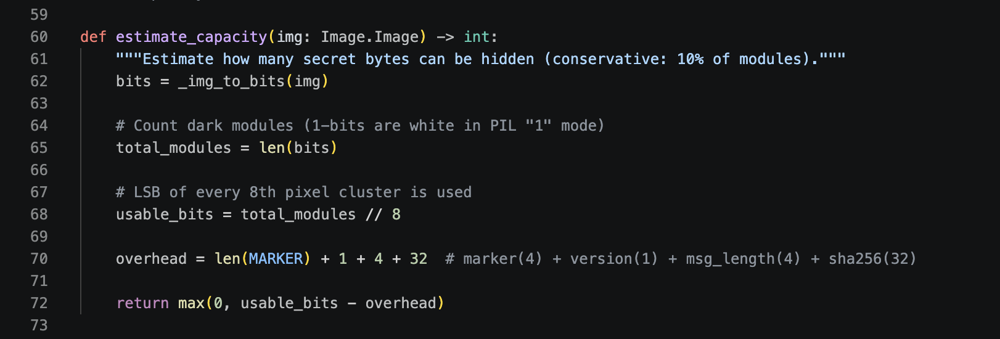 59
60 def estimate_capacity(img: Image.Image) -> int:
61     """Estimate how many secret bytes can be hidden (conservative: 10% of modules)."""
62     bits = _img_to_bits(img)
63
64     # Count dark modules (1-bits are white in PIL "1" mode)
65     total_modules = len(bits)
66
67     # LSB of every 8th pixel cluster is used
68     usable_bits = total_modules // 8
69
70     overhead = len(MARKER) + 1 + 4 + 32  # marker(4) + version(1) + msg_length(4) + sha256(32)
71
72     return max(0, usable_bits - overhead)
73